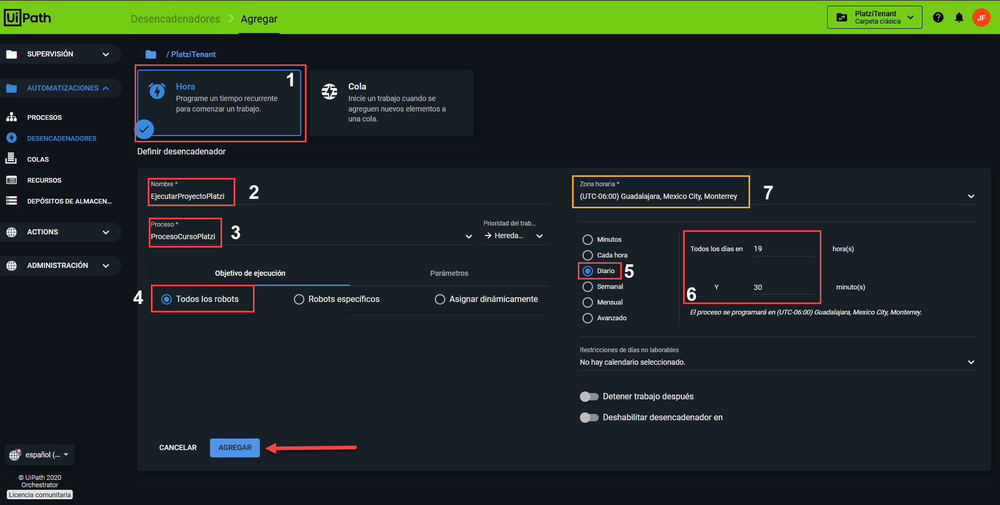 UiPath
Desencadenadores > Agregar
PlatziTenant
Carpeta clásica
JF
SUPERVISIÓN
AUTOMATIZACIONES
PROCESOS
DESENCADENADORES
COLAS
RECURSOS
DEPÓSITOS DE ALMACEN...
ACTIONS
ADMINISTRACIÓN
español (...
© UiPath 2020
Orchestrator
Licencia comunitaria
/ PlatziTenant
1
Hora
Programe un tiempo recurrente
para comenzar un trabajo.
Cola
Inicie un trabajo cuando se
agreguen nuevos elementos a
una cola.
Definir desencadenador
Nombre *
EjecutarProyectoPlatzi
2
Proceso *
ProcesoCursoPlatzi
3
Prioridad del trab...
Hereda...
Objetivo de ejecución
Parámetros
4
Todos los robots
Robots específicos
Asignar dinámicamente
Zona horaria *
(UTC-06:00) Guadalajara, Mexico City, Monterrey
7
Minutos
Cada hora
Diario
5
Semanal
Mensual
Avanzado
Todos los días en 19 hora(s)
Y 30 minuto(s)
6
El proceso se programará en (UTC-06:00) Guadalajara, Mexico City, Monterrey.
Restricciones de días no laborables
No hay calendario seleccionado.
Detener trabajo después
Deshabilitar desencadenador en
CANCELAR
AGREGAR